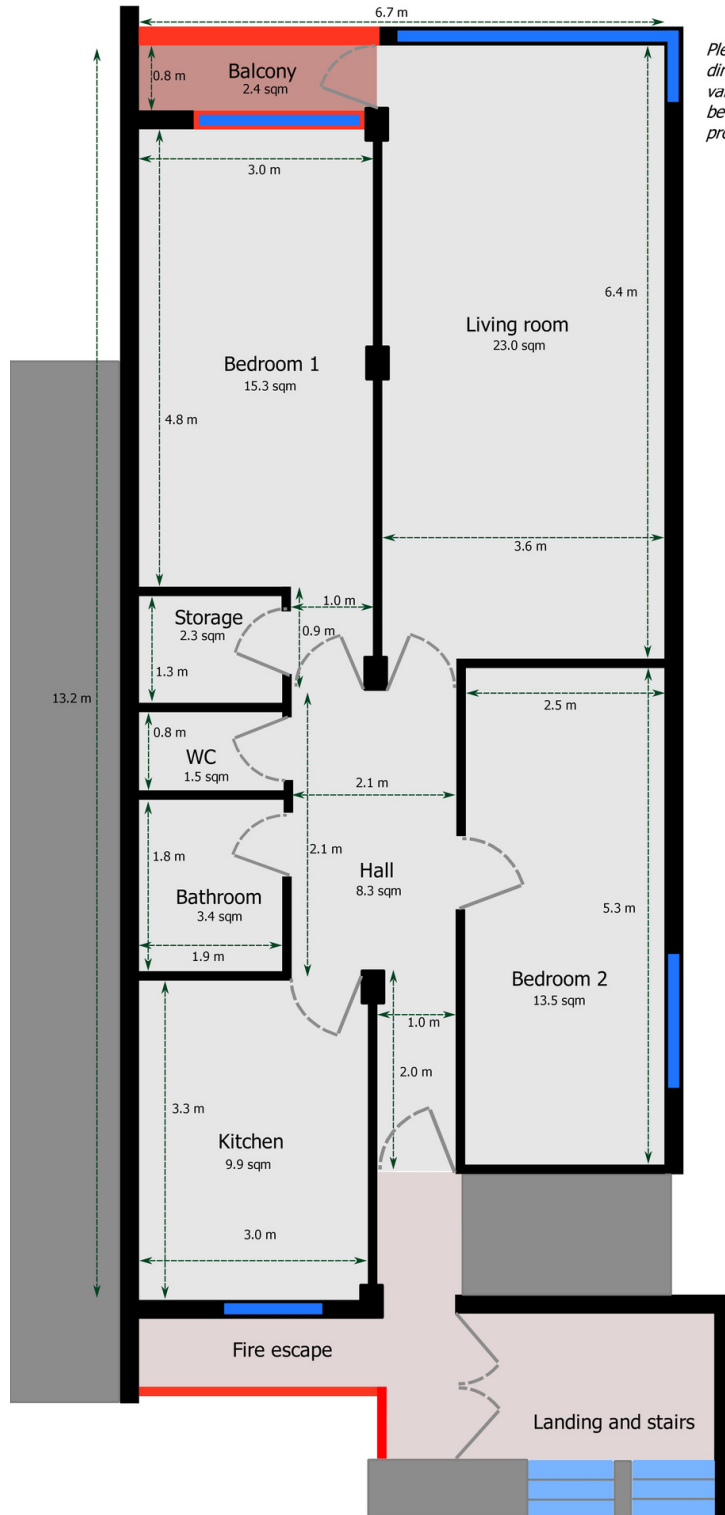 6.7 m
Balcony
2.4 sqm
0.8 m
3.0 m
6.4 m
Living room
23.0 sqm
Bedroom 1
15.3 sqm
4.8 m
3.6 m
1.0 m
Storage
2.3 sqm
0.9 m
1.3 m
13.2 m
2.5 m
0.8 m
WC
1.5 sqm
2.1 m
2.1 m
1.8 m
Hall
8.3 sqm
Bathroom
3.4 sqm
5.3 m
1.9 m
Bedroom 2
13.5 sqm
1.0 m
2.0 m
3.3 m
Kitchen
9.9 sqm
3.0 m
Fire escape
Landing and stairs